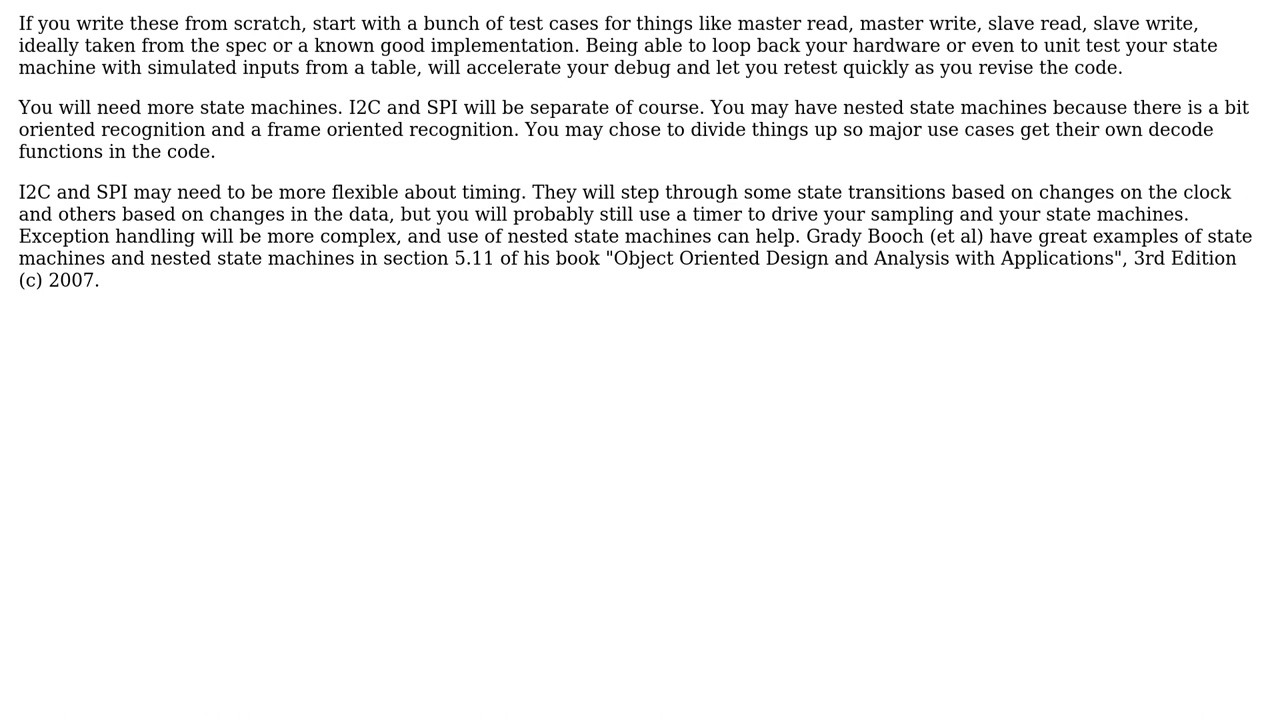 If you write these from scratch, start with a bunch of test cases for things like master read, master write, slave read, slave write,
ideally taken from the spec or a known good implementation. Being able to loop back your hardware or even to unit test your state
machine with simulated inputs from a table, will accelerate your debug and let you retest quickly as you revise the code.
You will need more state machines. I2C and SPI will be separate of course. You may have nested state machines because there is a bit
oriented recognition and a frame oriented recognition. You may chose to divide things up so major use cases get their own decode
functions in the code.
I2C and SPI may need to be more flexible about timing. They will step through some state transitions based on changes on the clock
and others based on changes in the data, but you will probably still use a timer to drive your sampling and your state machines.
Exception handling will be more complex, and use of nested state machines can help. Grady Booch (et al) have great examples of state
machines and nested state machines in section 5.11 of his book "Object Oriented Design and Analysis with Applications", 3rd Edition
(c) 2007.